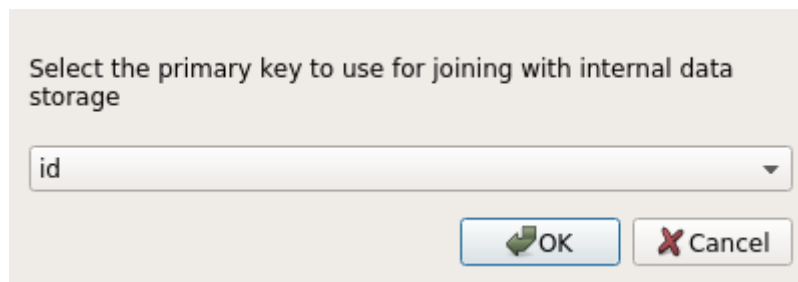 Select the primary key to use for joining with internal data
storage
id
OK
Cancel